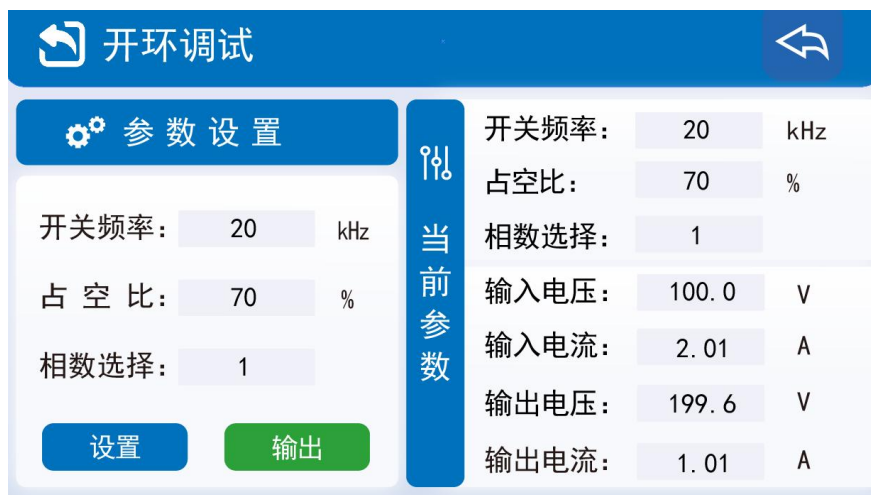 开环调试
参数设置
开关频率： 20 kHz
占空比： 70 %
相数选择： 1
设置 输出
当前参数
开关频率： 20 kHz
占空比： 70 %
相数选择： 1
输入电压： 100.0 V
输入电流： 2.01 A
输出电压： 199.6 V
输出电流： 1.01 A